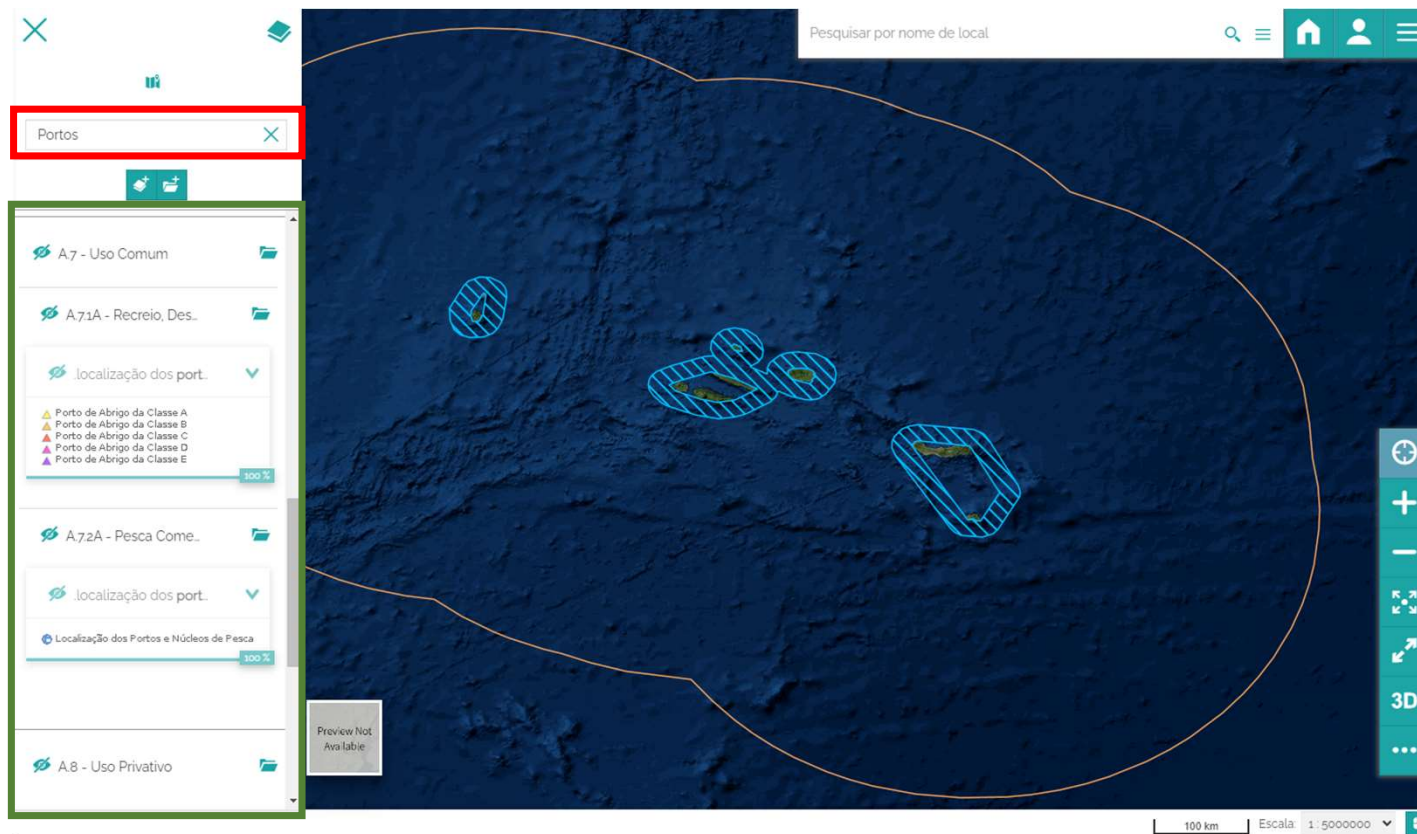 Pesquisar por nome de local
Portos
A.7 - Uso Comum
A.7.1A - Recreio, Des...
.localização dos port...
Porto de Abrigo da Classe A
Porto de Abrigo da Classe B
Porto de Abrigo da Classe C
Porto de Abrigo da Classe D
Porto de Abrigo da Classe E
100 %
A.7.2A - Pesca Come...
.localização dos port...
Localização dos Portos e Núcleos de Pesca
100 %
A.8 - Uso Privativo
Preview Not
Available
3D
100 km
Escala: 1 : 5000000